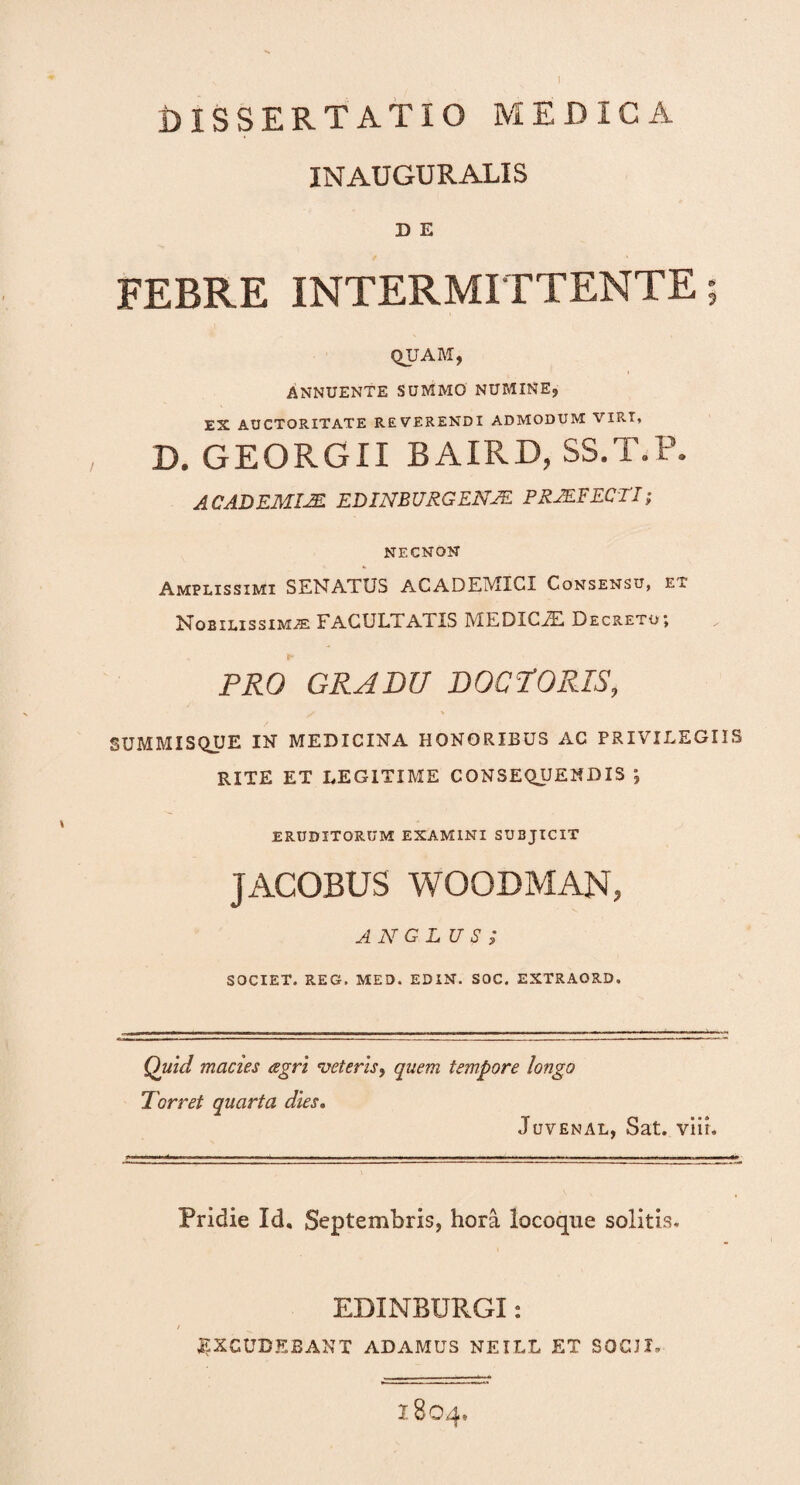 DISSERTATIO MEDICA
INAUGURALIS
DE
FEBRE INTERMITTENTE;
QUAM,
ANNUENTE SUMMO NUMINE,
EX AUCTORITATE REVERENDI ADMODUM VIRI,
D. GEORGII BAIRD, SS.T.P.
ACADEMIÆ EDINBURGENÆ PRÆFECTI;
NECNON
AMPLISSIMI SENATUS ACADEMICI CONSENSU, ET
NOBILISSIMÆ FACULTATIS MEDICÆ DECRETO;
PRO GRADU DOCTORIS,
SUMMISQUE IN MEDICINA HONORIBUS AC PRIVILEGIIS
RITE ET LEGITIME CONSEQUENDIS;
ERUDITORUM EXAMINI SUBJICIT
JACOBUS WOODMAN,
ANGLUS;
SOCIET. REG. MED. EDIN. SOC. EXTRAORD.
Quid macies ægri veteris, quem tempore longo
Torret quarta dies.
JUVENAL, Sat. viii.
Pridie Id. Septembris, horâ locoque solitis.
EDINBURGI:
EXCUDEBANT ADAMUS NEILL ET SOCII.
1804.